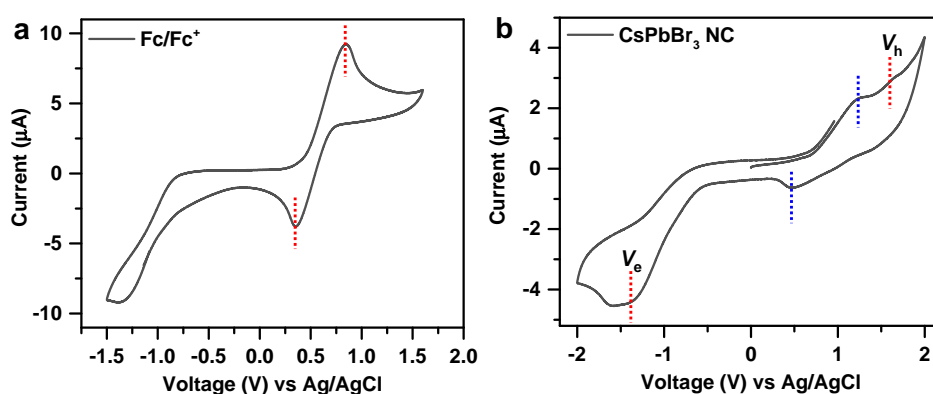 a
Fc/Fc⁺
10
5
0
-5
-10
Current (μA)
-1.5
-1.0
-0.5
0.0
0.5
1.0
1.5
2.0
Voltage (V) vs Ag/AgCl
b
CsPbBr₃ NC
Vₕ
Vₑ
4
2
0
-2
-4
Current (μA)
-2
-1
0
1
2
Voltage (V) vs Ag/AgCl